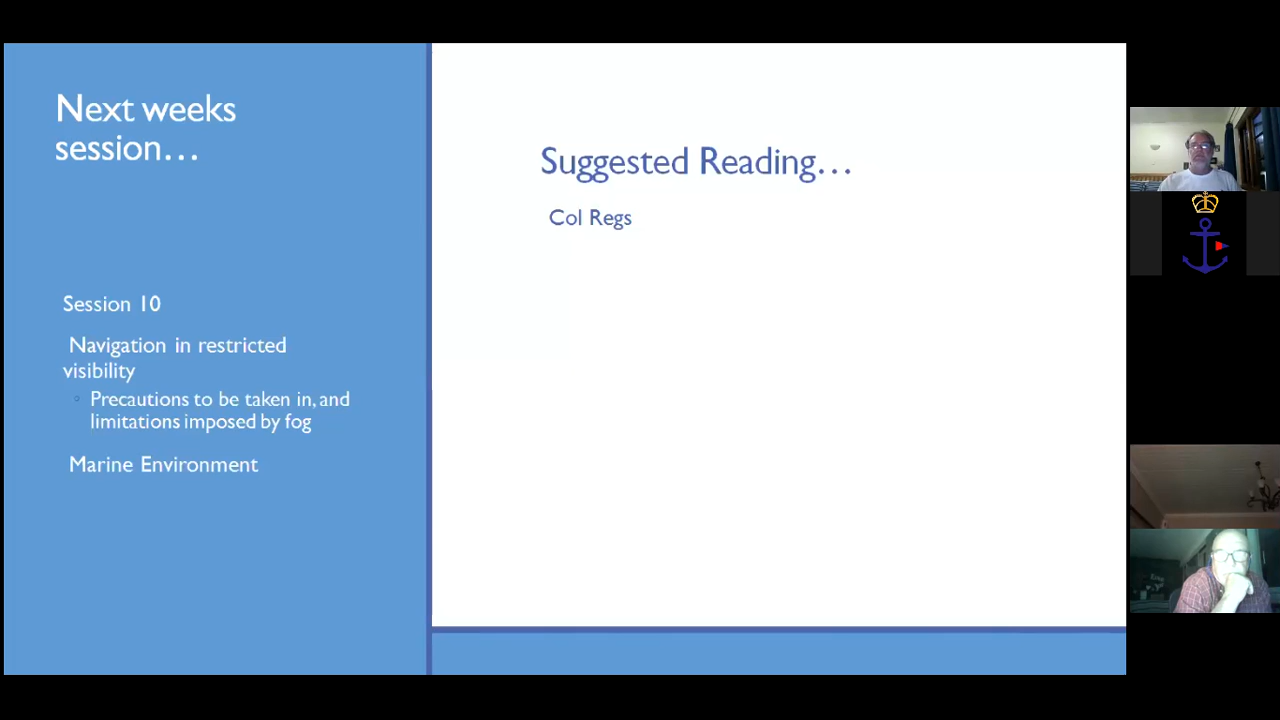 Next weeks
session…
Session 10
Navigation in restricted
visibility
Precautions to be taken in, and
limitations imposed by fog
Marine Environment
Suggested Reading…
Col Regs